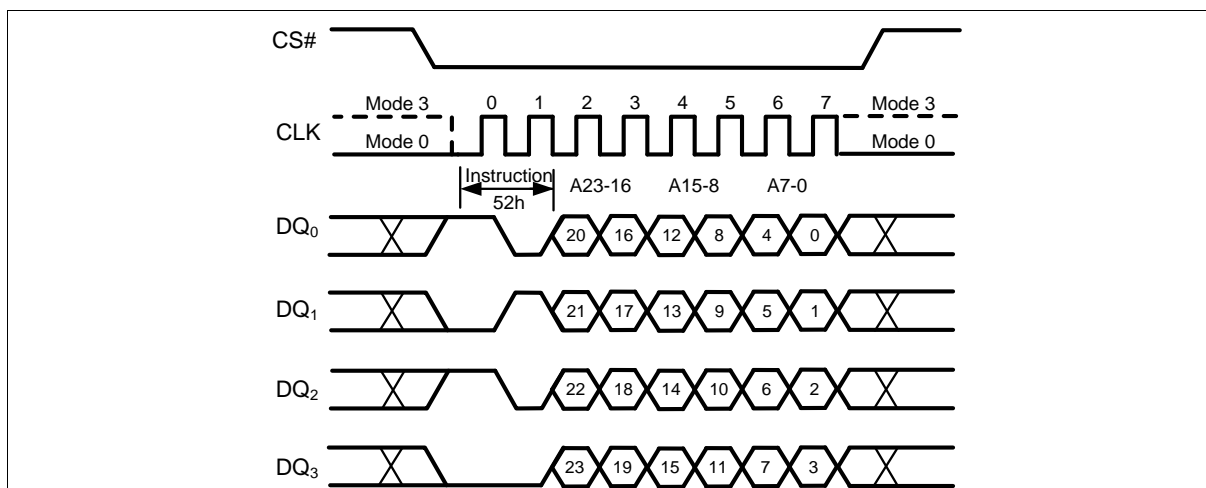 CS#
0 1 2 3 4 5 6 7
Mode 3 Mode 3
CLK
Mode 0 Mode 0
Instruction
52h
A23-16 A15-8 A7-0
DQ0
20 16 12 8 4 0
DQ1
21 17 13 9 5 1
DQ2
22 18 14 10 6 2
DQ3
23 19 15 11 7 3